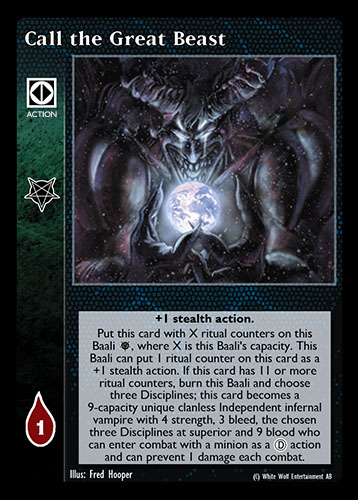 Call the Great Beast
ACTION
+1 stealth action.
Put this card with X ritual counters on this
Baali, where X is this Baali's capacity. This
Baali can put 1 ritual counter on this card as a
+1 stealth action. If this card has 11 or more
ritual counters, burn this Baali and choose
three Disciplines; this card becomes a
9-capacity unique clanless Independent infernal
vampire with 4 strength, 3 bleed, the chosen
three Disciplines at superior and 9 blood who
can enter combat with a minion as a Ⓓ action
and can prevent 1 damage each combat.
1
Illus: Fred Hooper
(C) White Wolf Entertainment AB